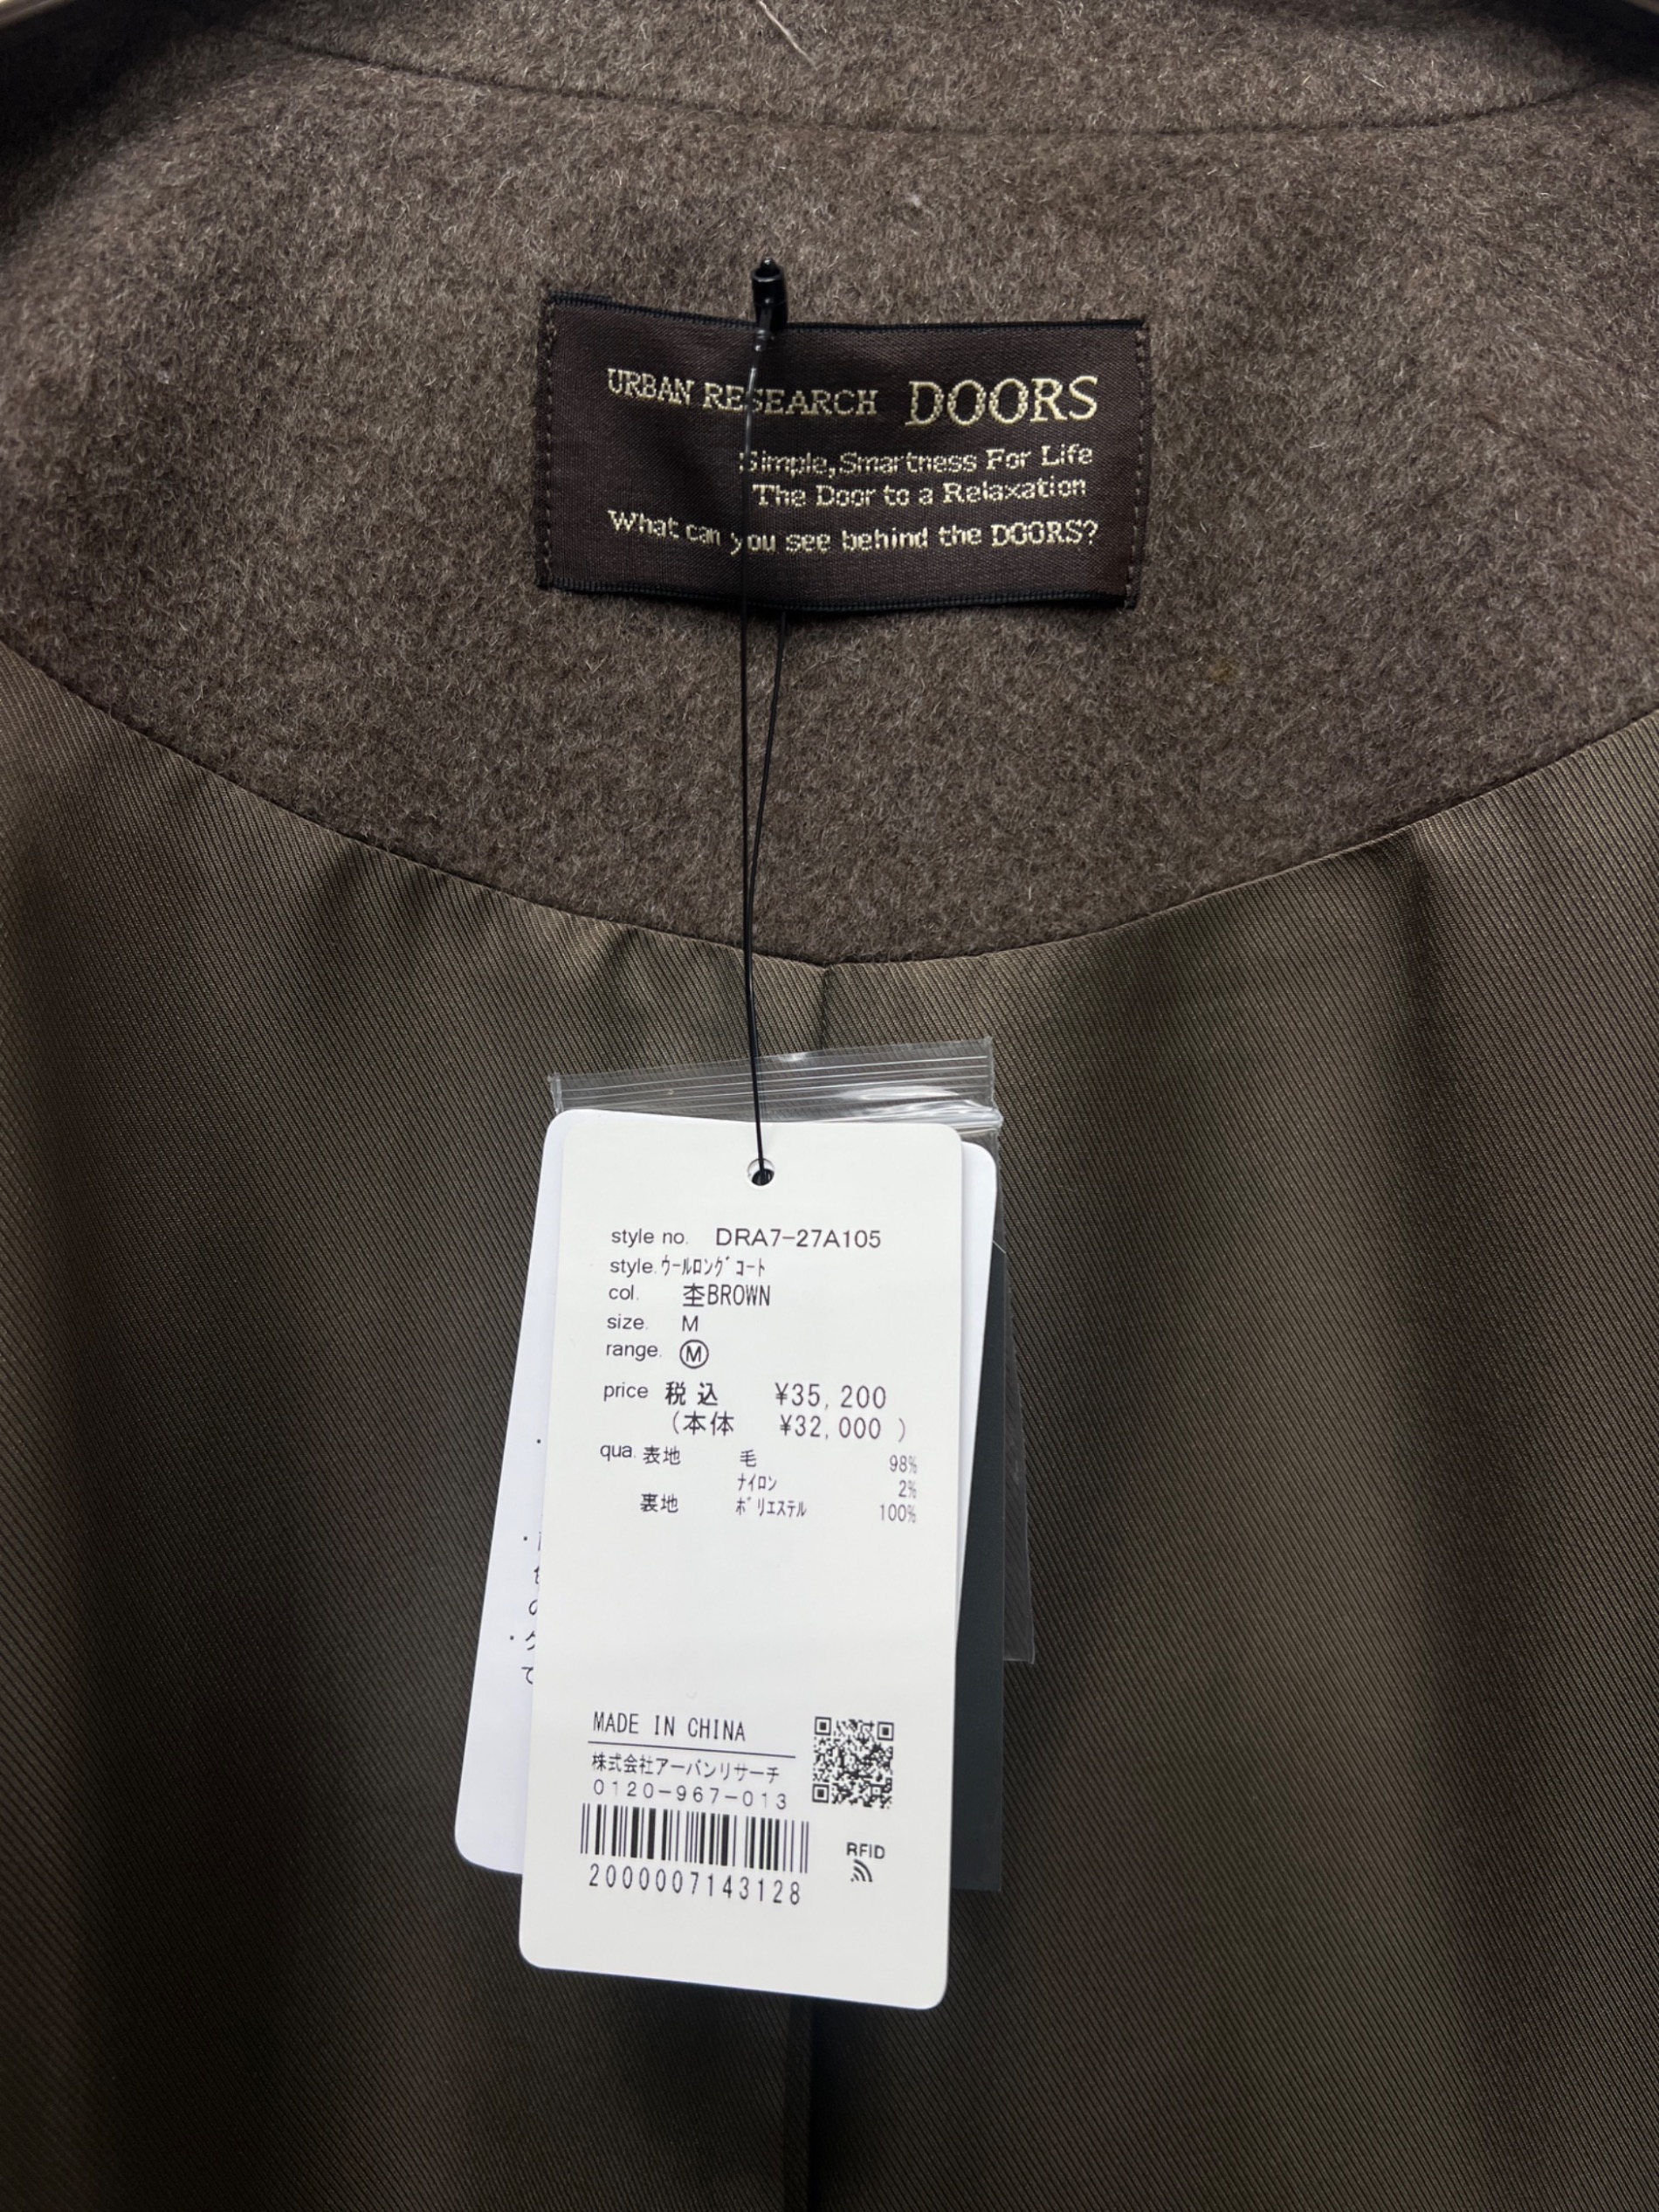 URBAN RESEARCH DOORS
Simple,Smartness For Life
The Door to a Relaxation
What can you see behind the DOORS?
style no. DRA7-27A105
style. ｳｰﾙﾛﾝｸﾞｺｰﾄ
col. 杢BROWN
size. M
range. Ⓜ
price 税込 ¥35,200
(本体 ¥32,000 )
qua. 表地 毛 98%
ﾅｲﾛﾝ 2%
裏地 ﾎﾟﾘｴｽﾃﾙ 100%
MADE IN CHINA
株式会社アーバンリサーチ
0120-967-013
RFID
2000007143128